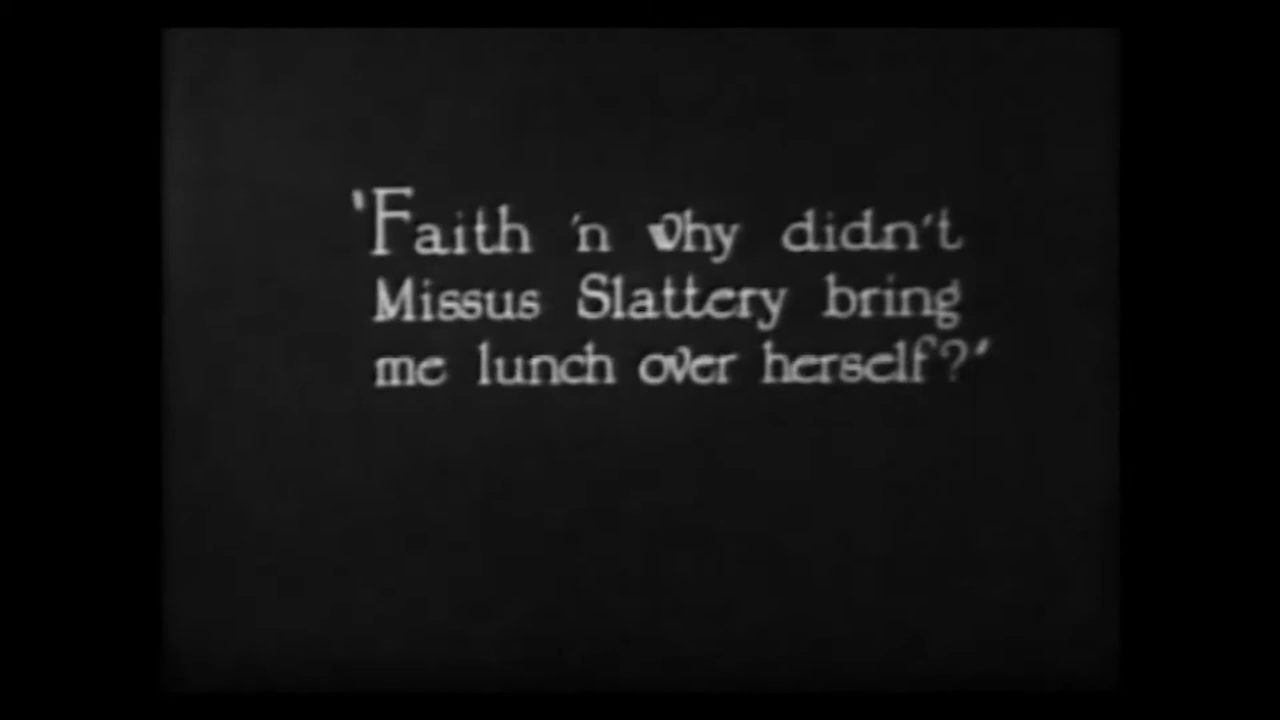 'Faith 'n why didn't
Missus Slattery bring
me lunch over herself?"